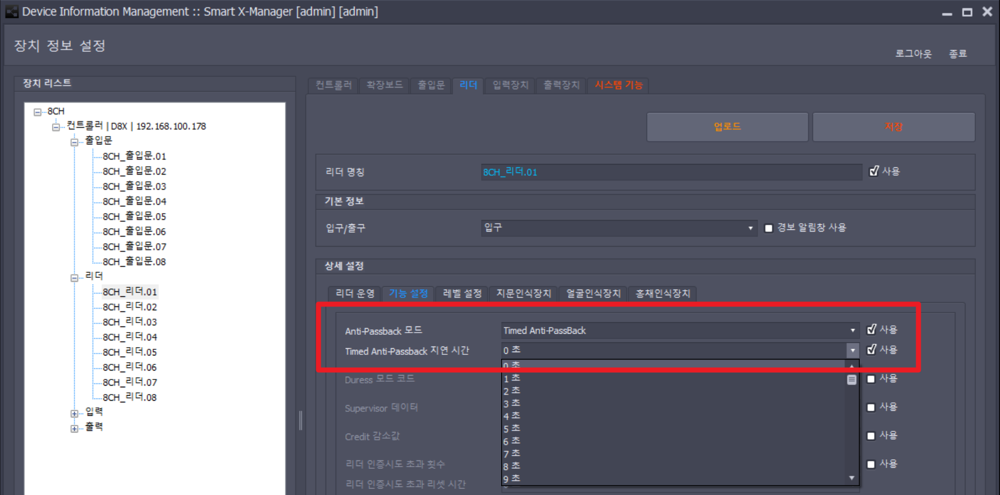 Device Information Management :: Smart X-Manager [admin] [admin]
장치 정보 설정
로그아웃 종료
장치 리스트
8CH
컨트롤러 | D8X | 192.168.100.178
출입문
8CH_출입문.01
8CH_출입문.02
8CH_출입문.03
8CH_출입문.04
8CH_출입문.05
8CH_출입문.06
8CH_출입문.07
8CH_출입문.08
리더
8CH_리더.01
8CH_리더.02
8CH_리더.03
8CH_리더.04
8CH_리더.05
8CH_리더.06
8CH_리더.07
8CH_리더.08
입력
출력
컨트롤러 확장보드 출입문 리더 입력장치 출력장치 시스템 기능
업로드 저장
리더 명칭 8CH_리더.01 사용
기본 정보
입구/출구 입구 경보 알림창 사용
상세 설정
리더 운영 기능 설정 레벨 설정 지문인식장치 얼굴인식장치 홍채인식장치
Anti-Passback 모드 Timed Anti-PassBack 사용
Timed Anti-Passback 지연 시간 0 초 사용
0 초
Duress 모드 코드 1 초 사용
2 초
3 초
Supervisor 데이터 사용
4 초
5 초
Credit 감소값 사용
6 초
7 초
리더 인증시도 초과 횟수 8 초 사용
9 초
리더 인증시도 초과 리셋 시간